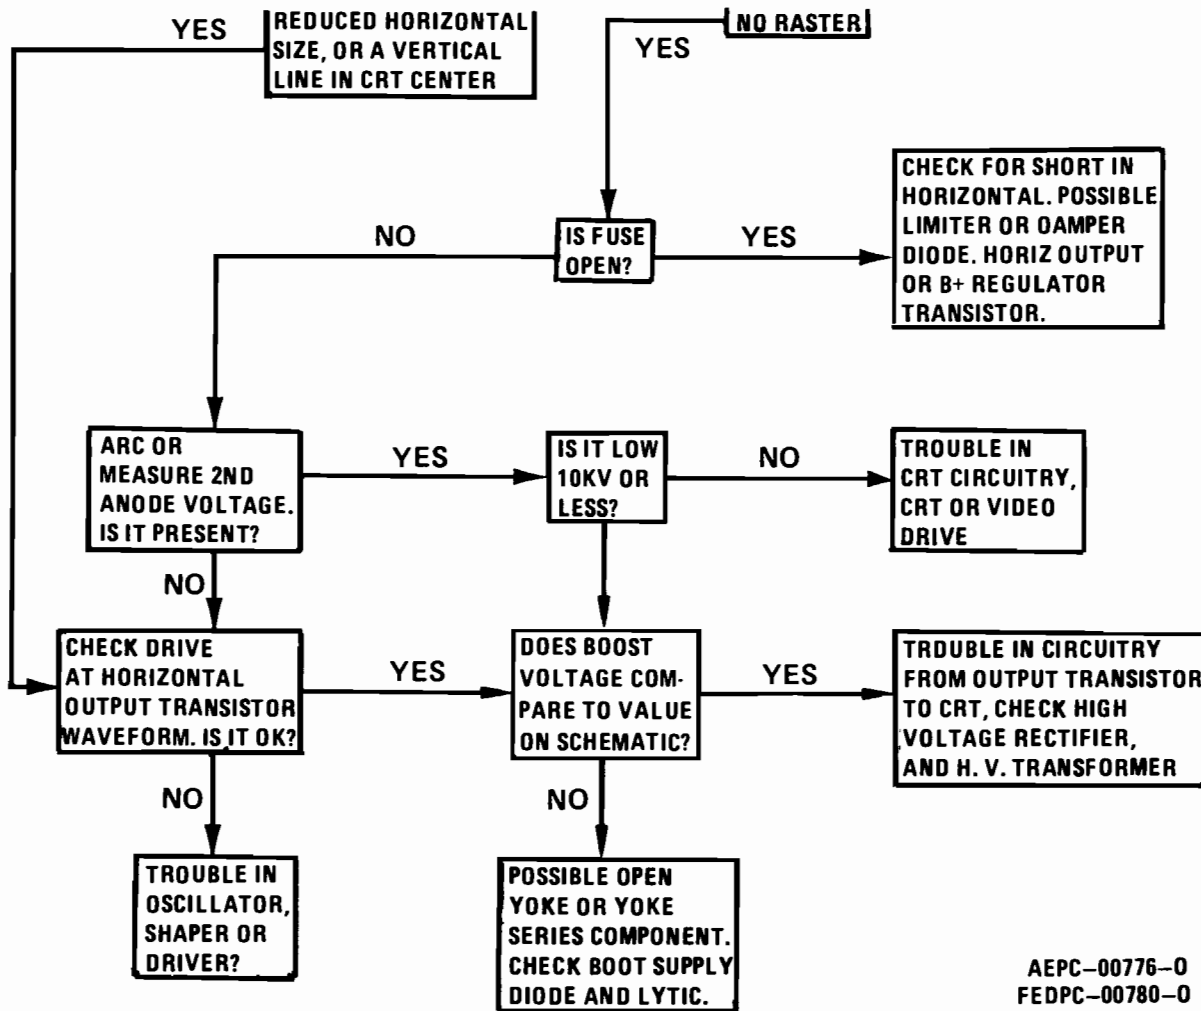 YES
REDUCED HORIZONTAL
SIZE, OR A VERTICAL
LINE IN CRT CENTER
NO RASTER
YES
CHECK FOR SHORT IN
HORIZONTAL. POSSIBLE
LIMITER OR OAMPER
DIODE. HORIZ OUTPUT
OR B+ REGULATOR
TRANSISTOR.
NO
IS FUSE
OPEN?
YES
ARC OR
MEASURE 2ND
ANODE VOLTAGE.
IS IT PRESENT?
YES
IS IT LOW
10KV OR
LESS?
NO
TROUBLE IN
CRT CIRCUITRY,
CRT OR VIDEO
DRIVE
NO
CHECK DRIVE
AT HORIZONTAL
OUTPUT TRANSISTOR
WAVEFORM. IS IT OK?
YES
DOES BOOST
VOLTAGE COM-
PARE TO VALUE
ON SCHEMATIC?
YES
TRDUBLE IN CIRCUITRY
FROM OUTPUT TRANSISTOR
TO CRT, CHECK HIGH
VOLTAGE RECTIFIER,
AND H. V. TRANSFORMER
NO
NO
TROUBLE IN
OSCILLATOR,
SHAPER OR
DRIVER?
POSSIBLE OPEN
YOKE OR YOKE
SERIES COMPONENT.
CHECK BOOT SUPPLY
DIODE AND LYTIC.
AEPC-00776-0
FEDPC-00780-0